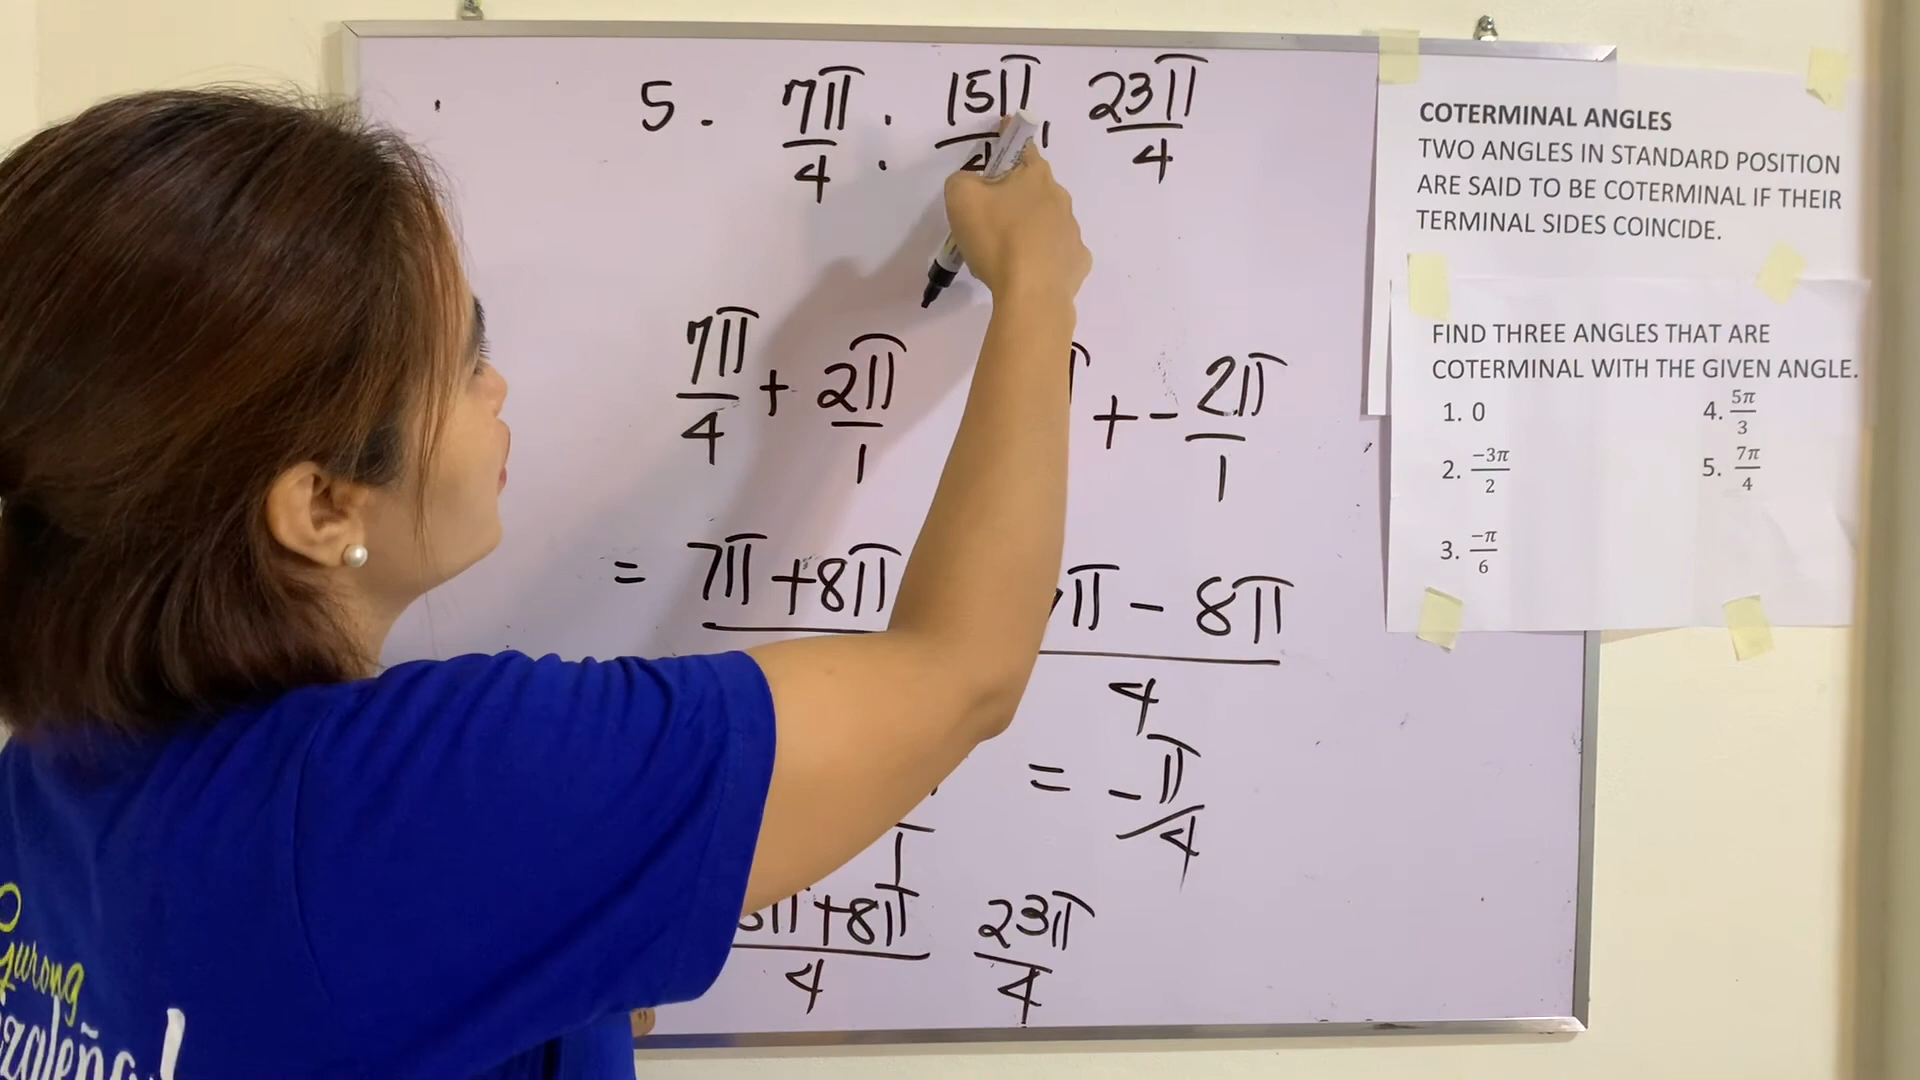 5. 7π/4 : 15π/4, 23π/4
7π/4 + 2π/1
+ - 2π/1
= 7π + 8π
π - 8π
4
= -π/4
π + 8π
4
23π/4
COTERMINAL ANGLES
TWO ANGLES IN STANDARD POSITION
ARE SAID TO BE COTERMINAL IF THEIR
TERMINAL SIDES COINCIDE.
FIND THREE ANGLES THAT ARE
COTERMINAL WITH THE GIVEN ANGLE.
1. 0
2. -3π/2
3. -π/6
4. 5π/3
5. 7π/4